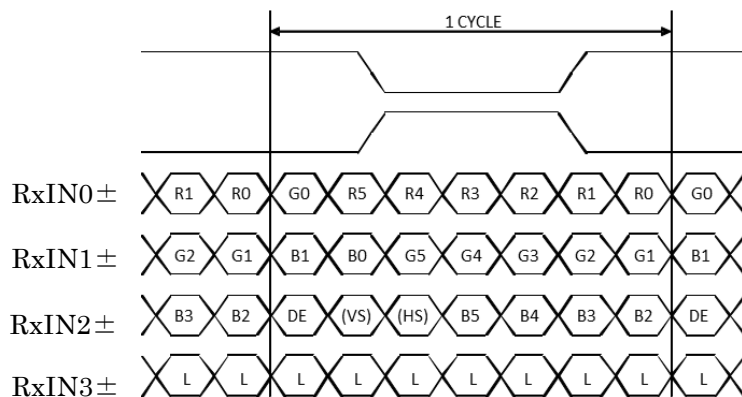 1 CYCLE
RxIN0± R1 R0 G0 R5 R4 R3 R2 R1 R0 G0
RxIN1± G2 G1 B1 B0 G5 G4 G3 G2 G1 B1
RxIN2± B3 B2 DE (VS) (HS) B5 B4 B3 B2 DE
RxIN3± L L L L L L L L L L